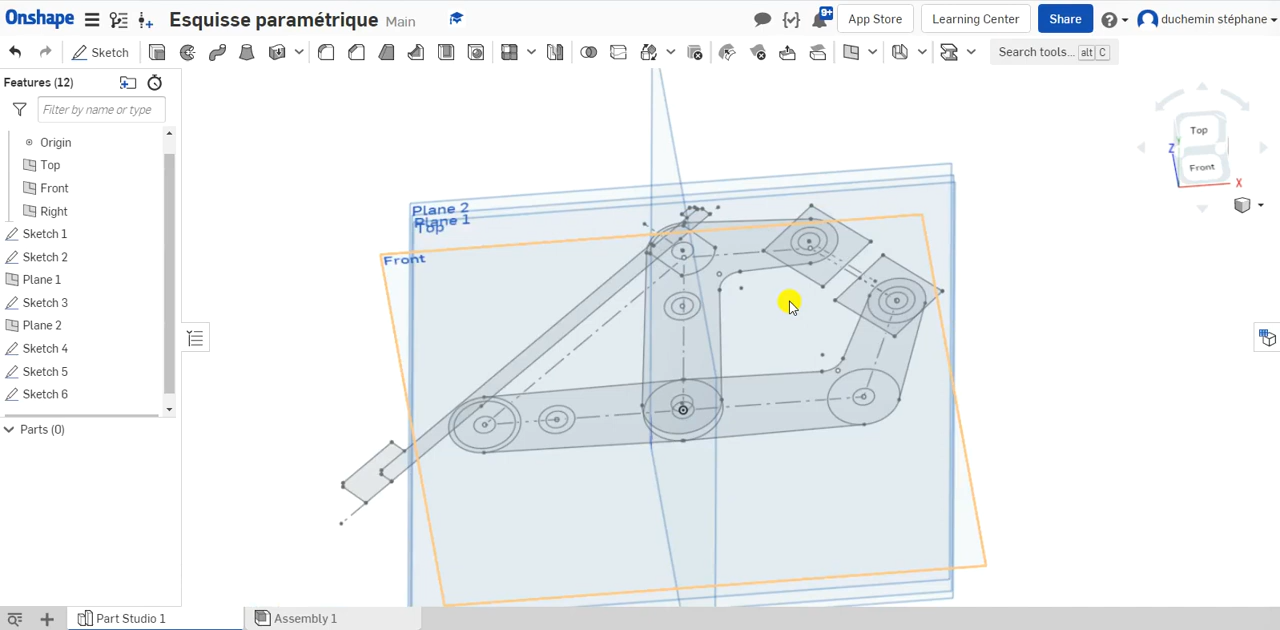 Onshape Esquisse paramétrique Main 9+ App Store Learning Center Share duchemin stéphane
Sketch Search tools... alt C
Features (12)
Filter by name or type
Origin
Top
Front
Right
Sketch 1
Sketch 2
Plane 1
Sketch 3
Plane 2
Sketch 4
Sketch 5
Sketch 6
Parts (0)
Plane 2
Plane 1
Top
Front
Top
Z Y
Front
X
Part Studio 1 Assembly 1